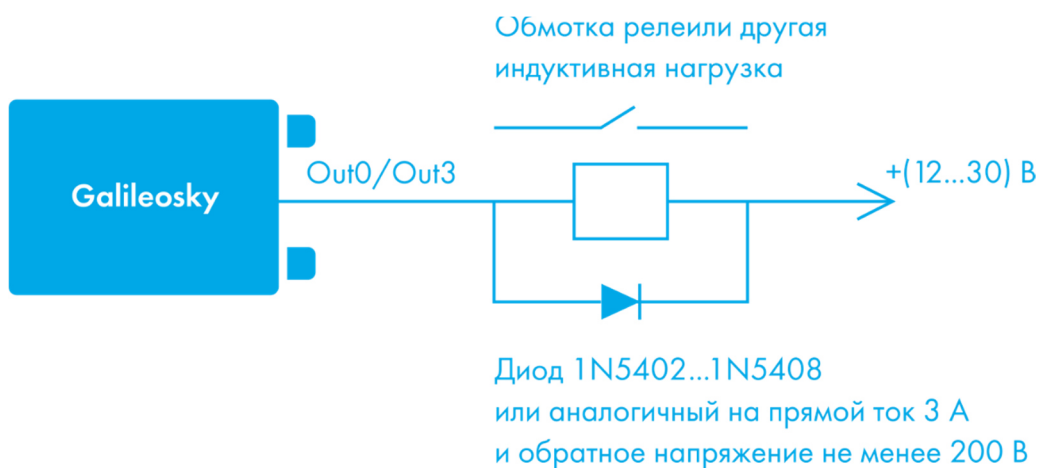 Обмотка релеили другая
индуктивная нагрузка
Out0/Out3
+(12...30) В
Galileosky
Диод 1N5402...1N5408
или аналогичный на прямой ток 3 А
и обратное напряжение не менее 200 В